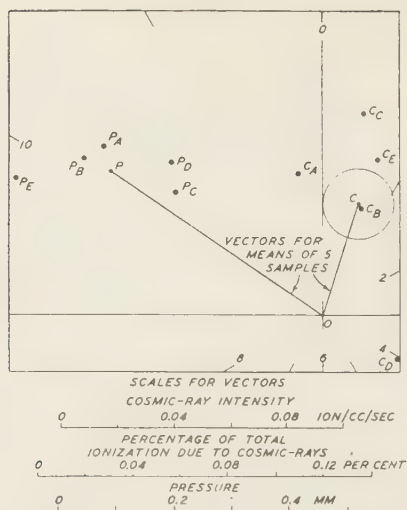 0
C_C
10
P_A
P_B
P
P_D
C_E
C_A
P_E
P_C
C
C_B
VECTORS FOR
MEANS OF 5
SAMPLES
2
O
8
6
4
C_D
SCALES FOR VECTORS
COSMIC-RAY INTENSITY
0 0.04 0.08 ION/CC/SEC
PERCENTAGE OF TOTAL
IONIZATION DUE TO COSMIC-RAYS
0 0.04 0.08 0.12 PER CENT
PRESSURE
0 0.2 0.4 MM